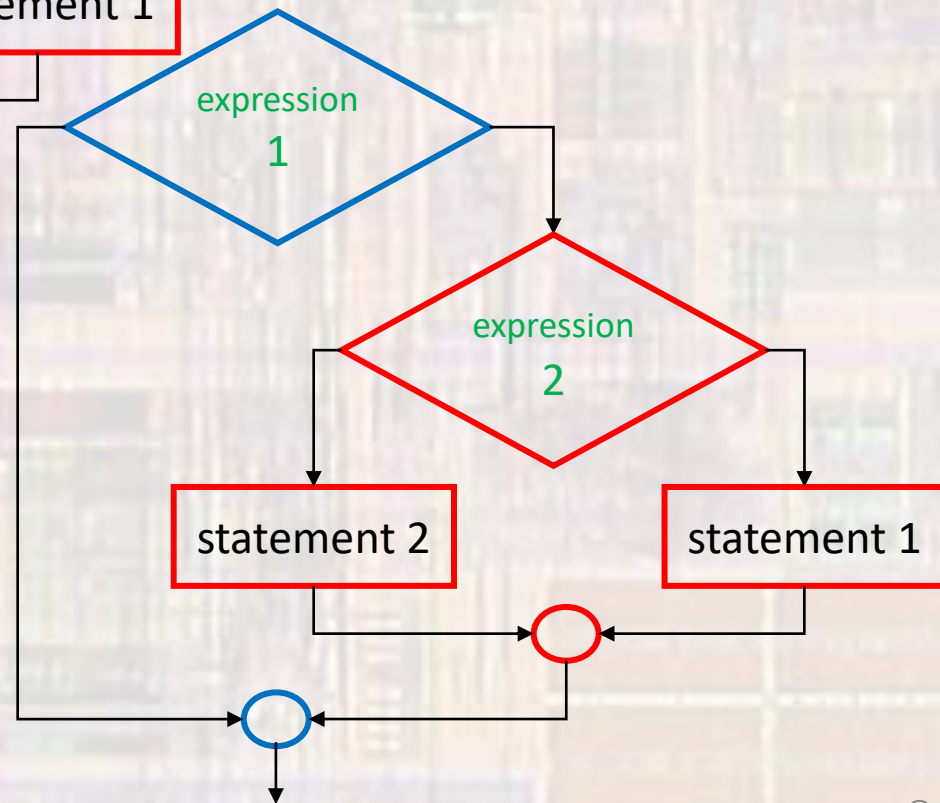 ement 1
expression
1
expression
2
statement 2
statement 1